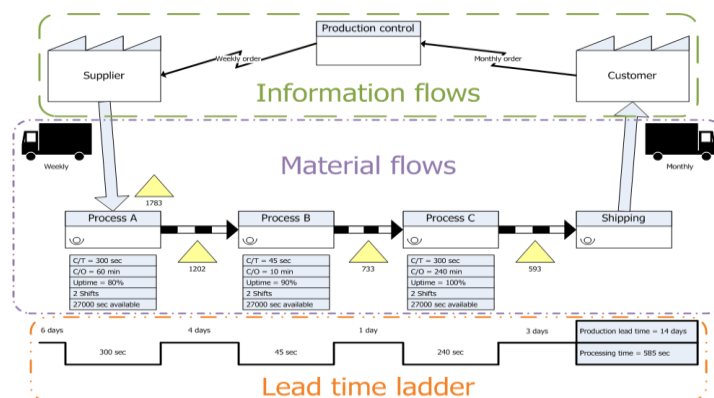 Production control
Supplier
Weekly order
Monthly order
Customer
Information flows
Weekly
Material flows
Monthly
1783
Process A
Process B
Process C
Shipping
1202
733
593
C/T = 300 sec
C/O = 60 min
Uptime = 80%
2 Shifts
27000 sec available
C/T = 45 sec
C/O = 10 min
Uptime = 90%
2 Shifts
27000 sec available
C/T = 300 sec
C/O = 240 min
Uptime = 100%
2 Shifts
27000 sec available
6 days
4 days
1 day
3 days
Production lead time = 14 days
300 sec
45 sec
240 sec
Processing time = 585 sec
Lead time ladder